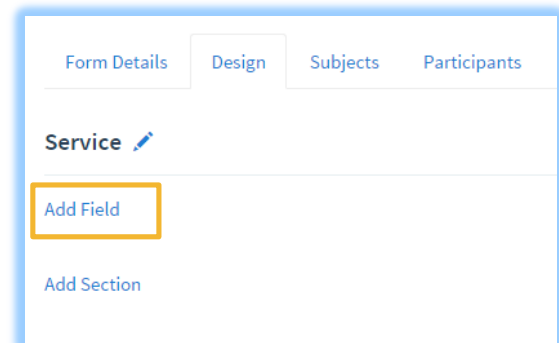 Form Details Design Subjects Participants
Service
Add Field
Add Section